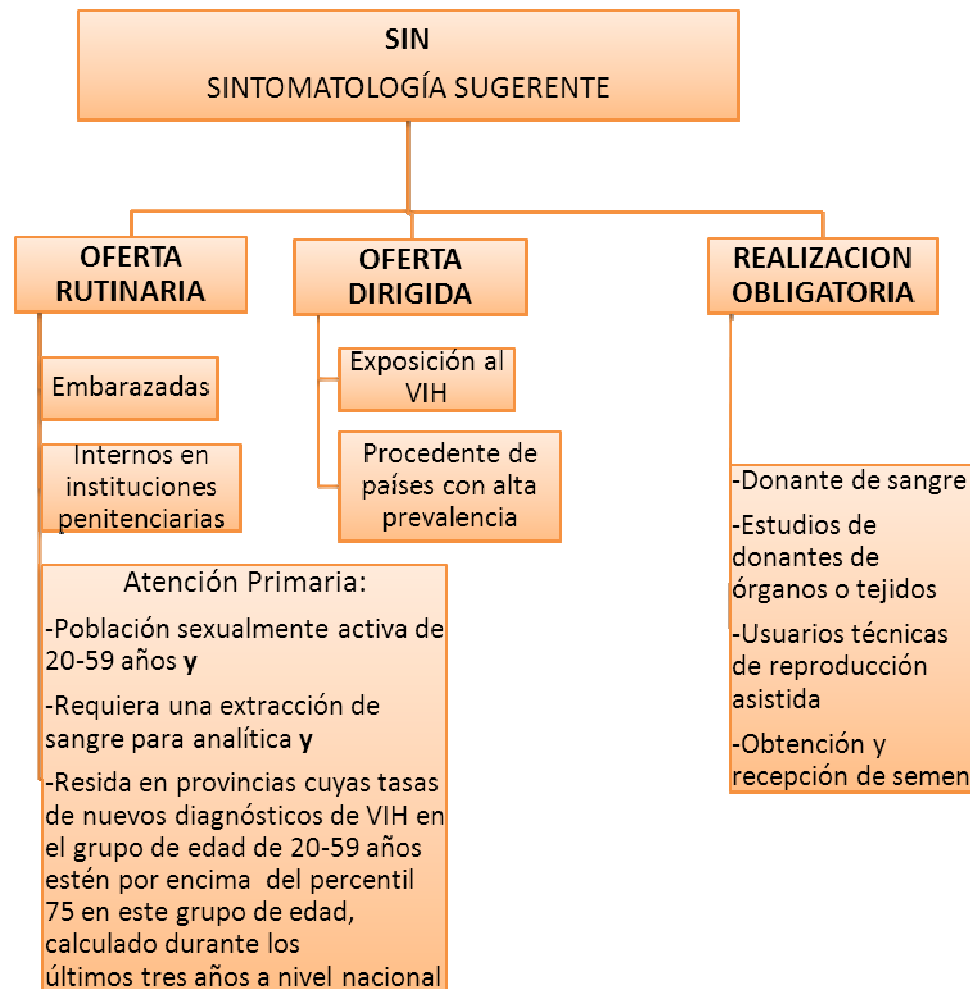 SIN
SINTOMATOLOGÍA SUGERENTE
OFERTA
RUTINARIA
Embarazadas
Internos en
instituciones
penitenciarias
Atención Primaria:
-Población sexualmente activa de
20-59 años y
-Requiera una extracción de
sangre para analítica y
-Resida en provincias cuyas tasas
de nuevos diagnósticos de VIH en
el grupo de edad de 20-59 años
estén por encima del percentil
75 en este grupo de edad,
calculado durante los
últimos tres años a nivel nacional
OFERTA
DIRIGIDA
Exposición al
VIH
Procedente de
países con alta
prevalencia
REALIZACION
OBLIGATORIA
-Donante de sangre
-Estudios de
donantes de
órganos o tejidos
-Usuarios técnicas
de reproducción
asistida
-Obtención y
recepción de semen